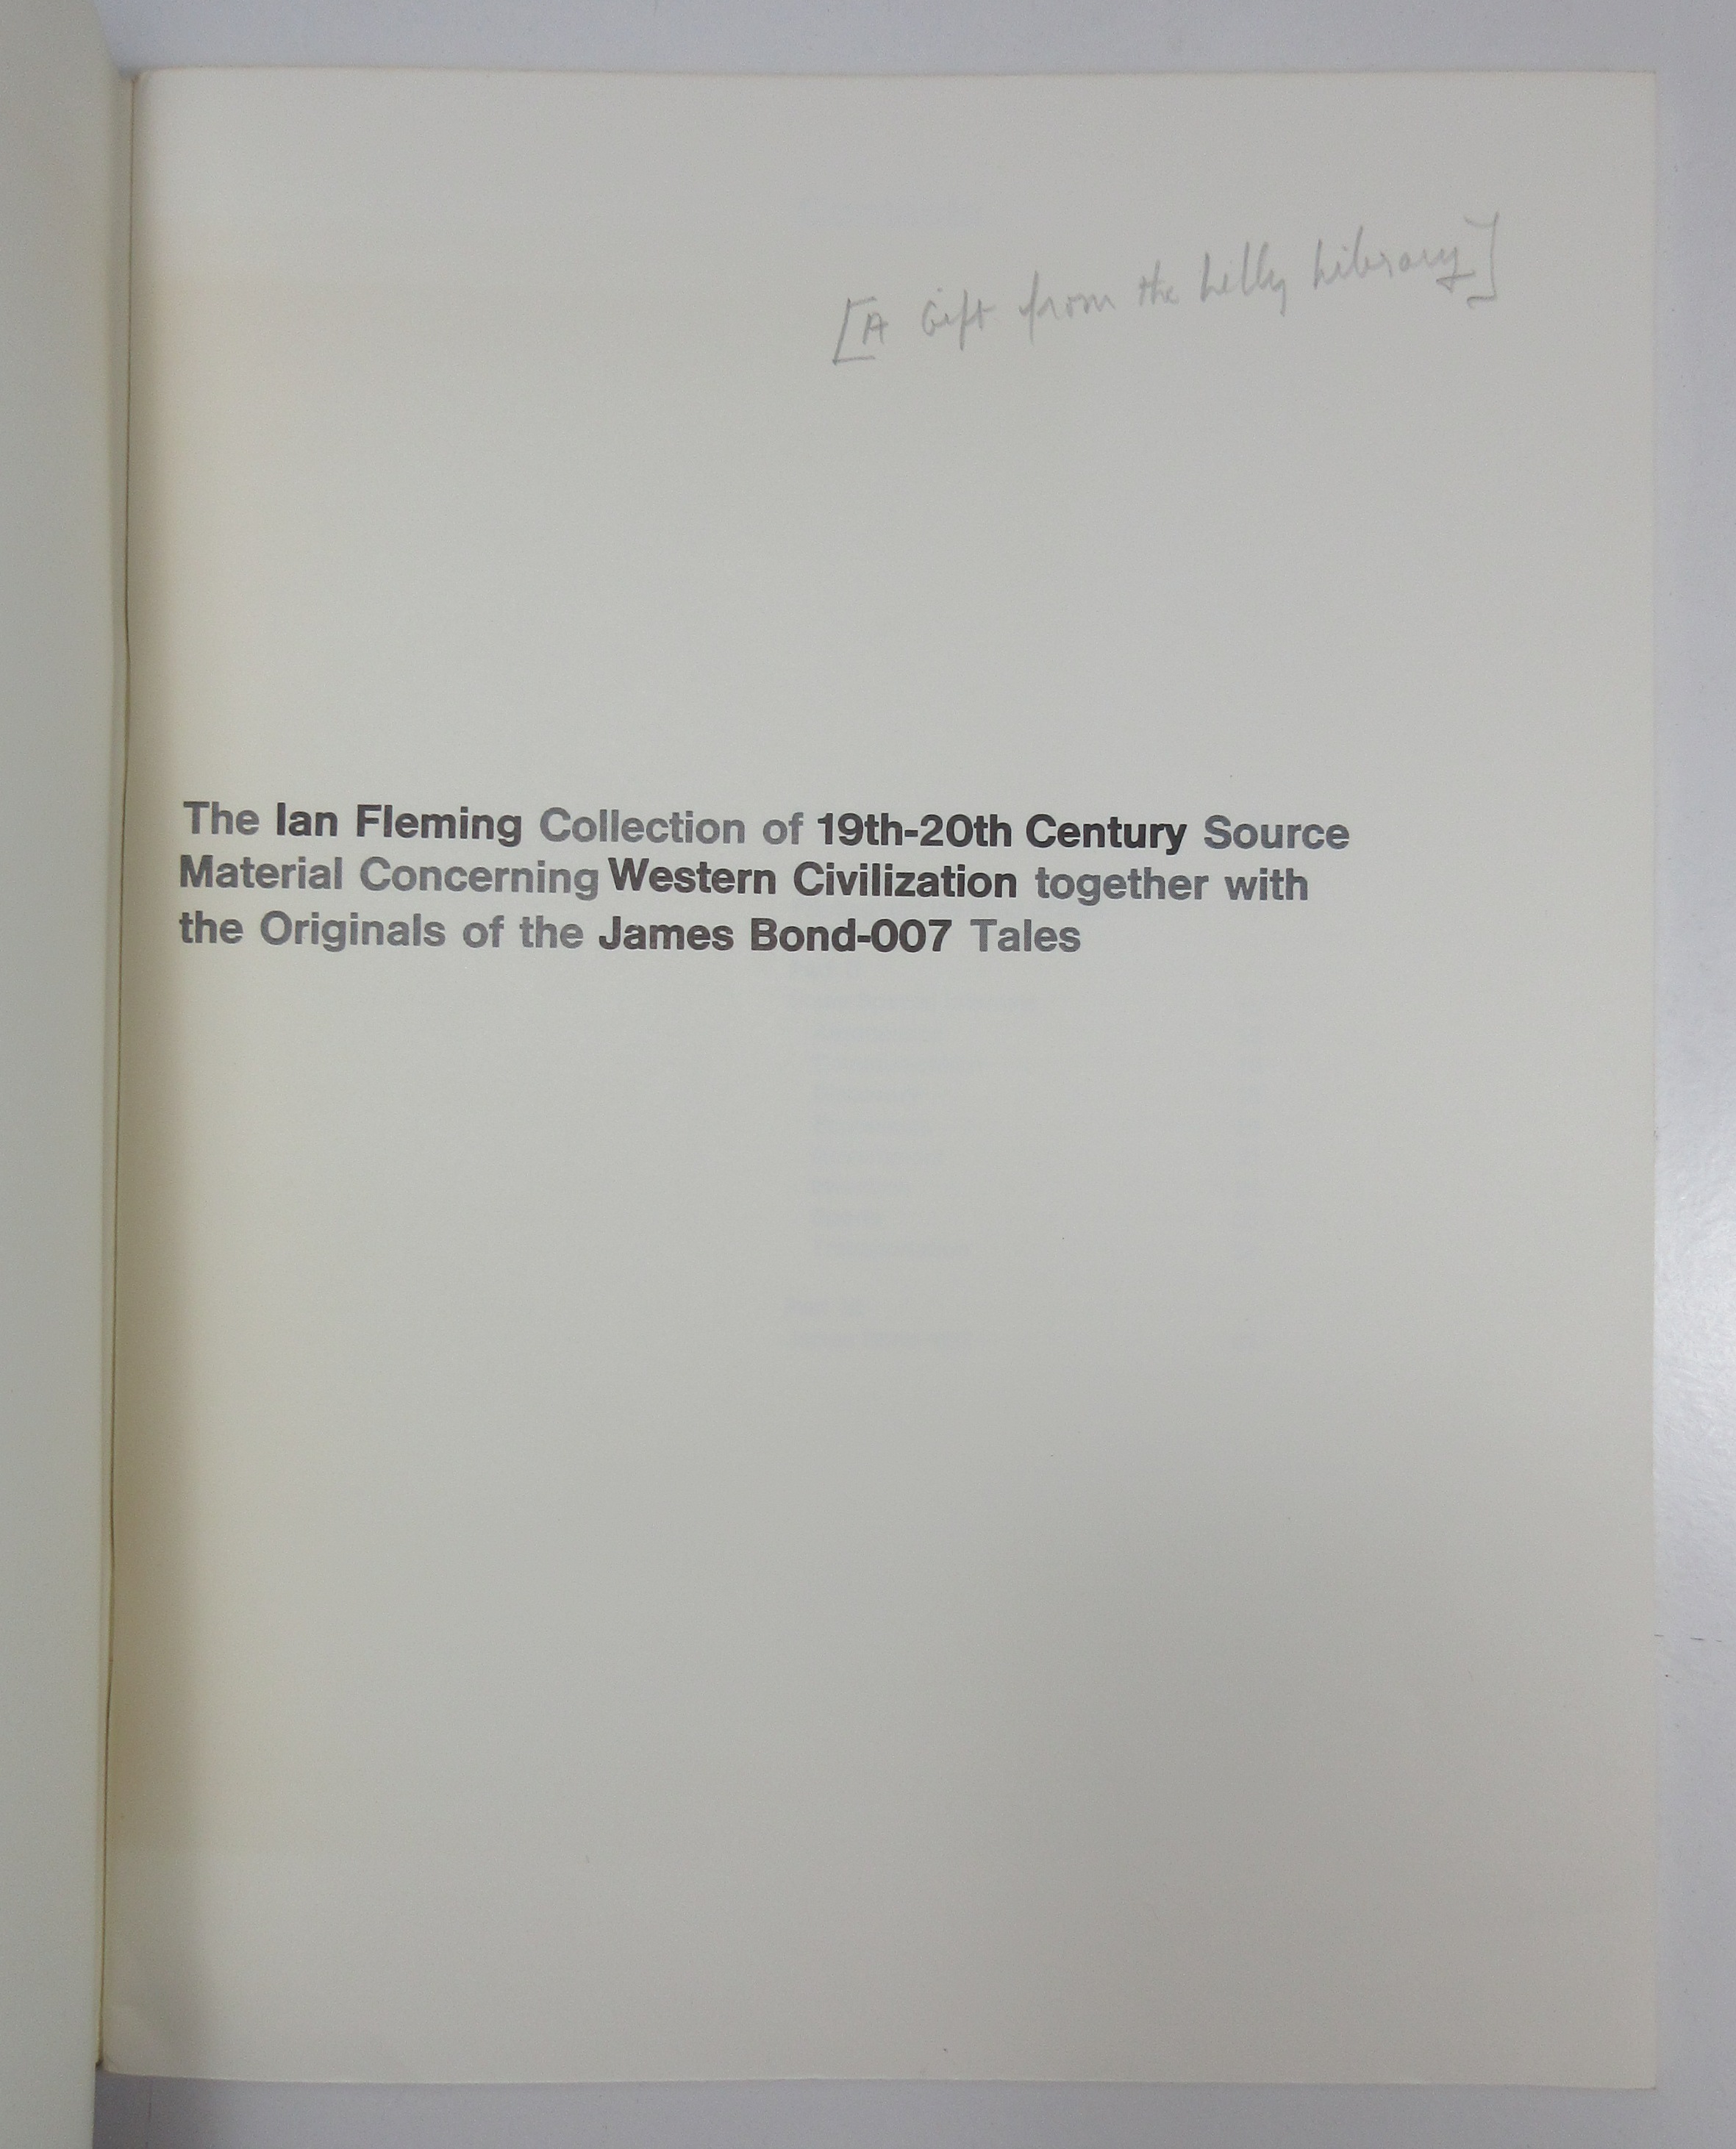 [A Gift from the Lilly Library]
The Ian Fleming Collection of 19th-20th Century Source
Material Concerning Western Civilization together with
the Originals of the James Bond-007 Tales